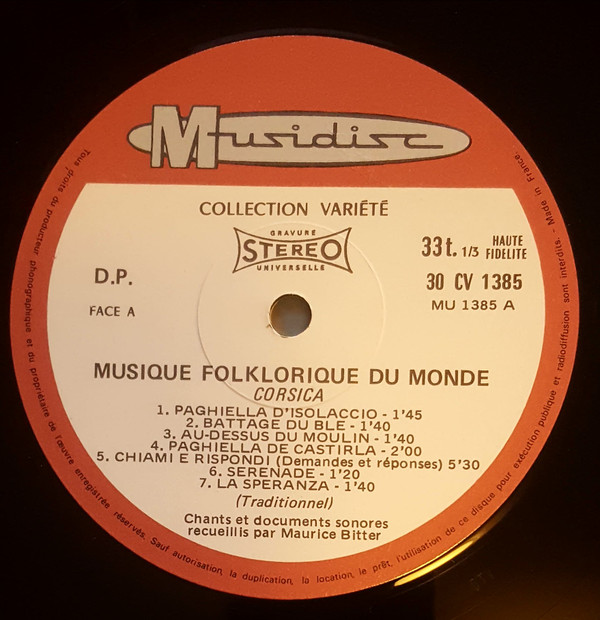 Musidisc
COLLECTION VARIÉTÉ
GRAVURE
STEREO
UNIVERSELLE
33t. 1/3 HAUTE FIDELITE
D.P.
30 CV 1385
FACE A
MU 1385 A
MUSIQUE FOLKLORIQUE DU MONDE
CORSICA
1. PAGHIELLA D'ISOLACCIO - 1'45
2. BATTAGE DU BLE - 1'40
3. AU-DESSUS DU MOULIN - 1'40
4. PAGHIELLA DE CASTIRLA - 2'00
5. CHIAMI E RISPONDI (Demandes et réponses) 5'30
6. SERENADE - 1'20
7. LA SPERANZA - 1'40
(Traditionnel)
Chants et documents sonores
recueillis par Maurice Bitter
Tous droits du producteur phonographique et du propriétaire de l'œuvre enregistrée réservés. Sauf autorisation, la duplication, la location, le prêt, l'utilisation de ce disque pour exécution publique et radiodiffusion sont interdits - Made in France.